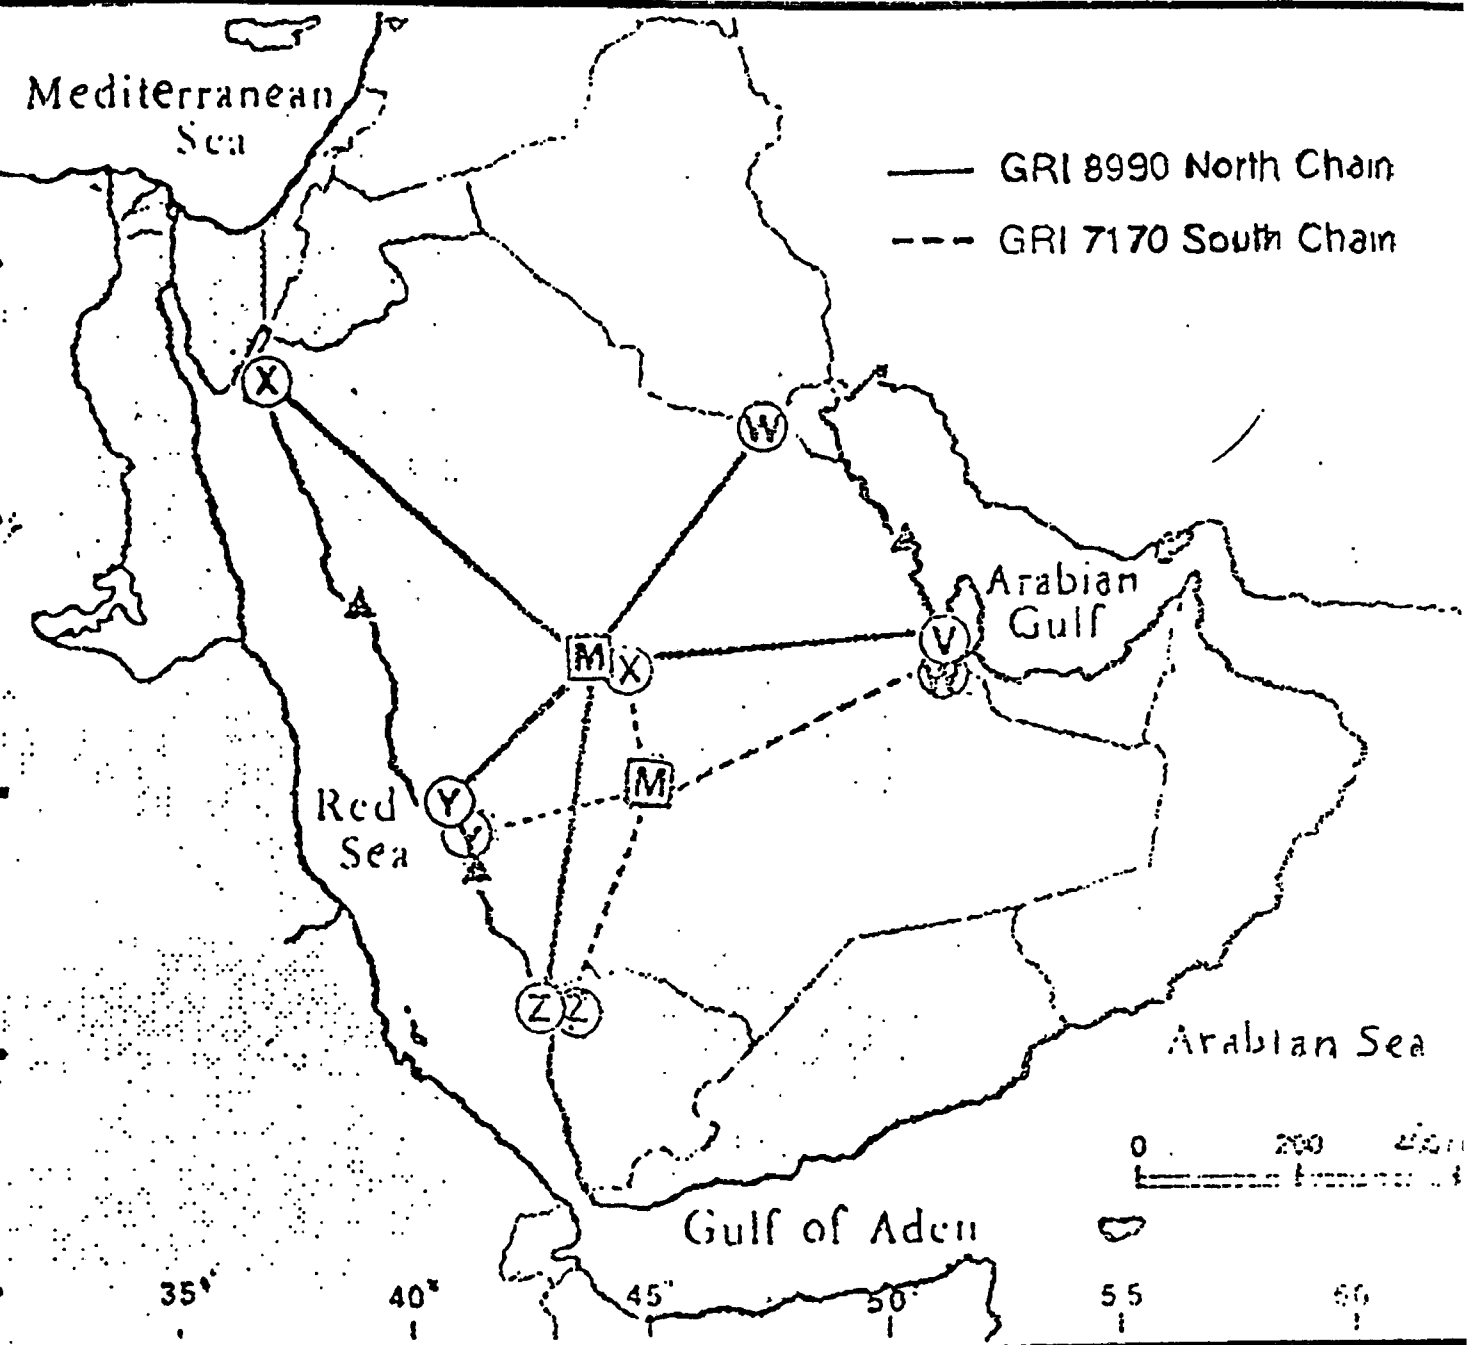 Mediterranean
Sea
GRI 8990 North Chain
GRI 7170 South Chain
X
W
Arabian
Gulf
V
M
X
W
M
Y
Y
Red
Sea
Z
Z
Arabian Sea
0 200
Gulf of Aden
35° 40° 45° 50° 55 60